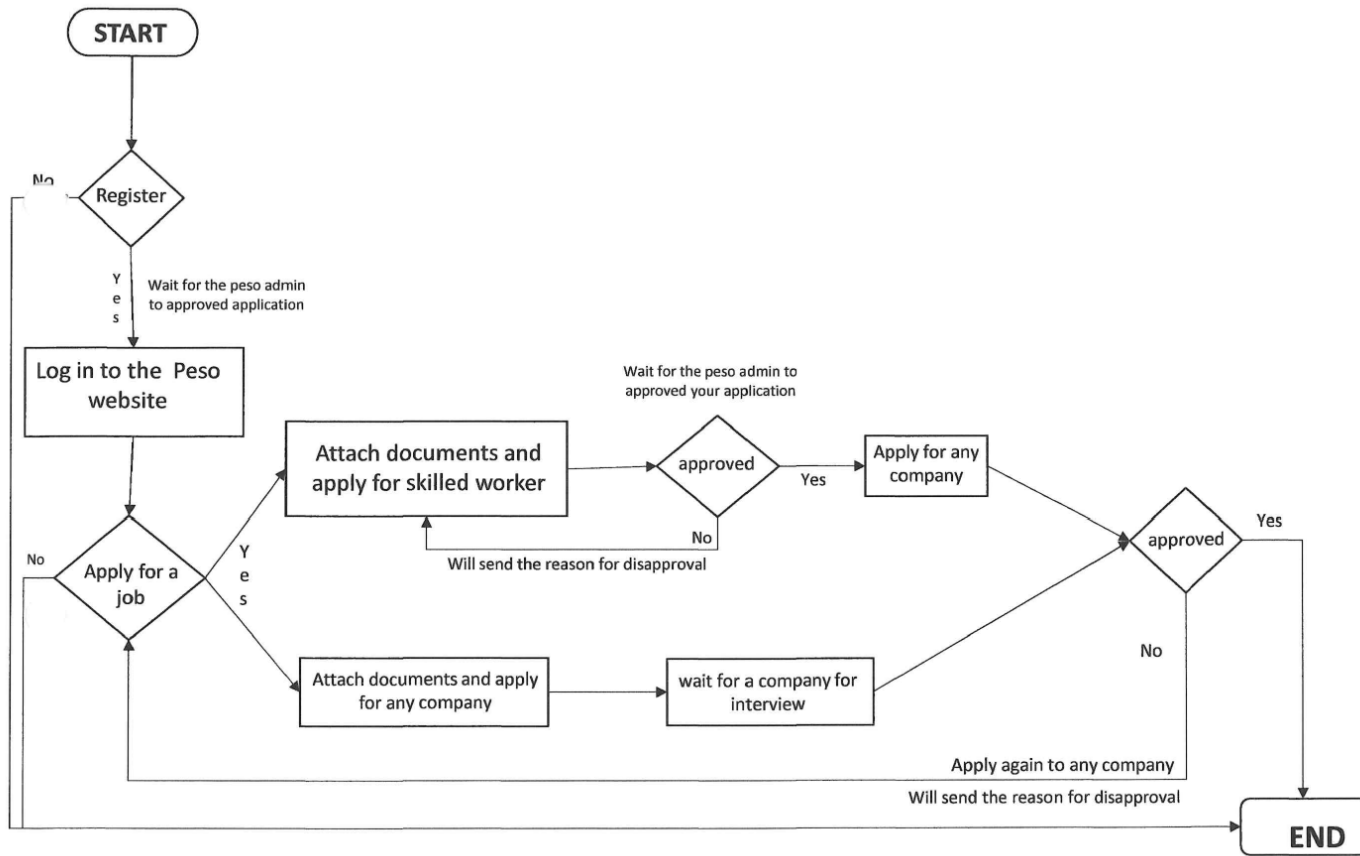 START
No
Register
Yes
Wait for the peso admin
to approved application
Log in to the Peso
website
Wait for the peso admin to
approved your application
Attach documents and
apply for skilled worker
approved
Yes
Apply for any
company
No
Will send the reason for disapproval
approved
Yes
No
Apply for a
job
Yes
No
Attach documents and apply
for any company
wait for a company for
interview
Apply again to any company
Will send the reason for disapproval
END